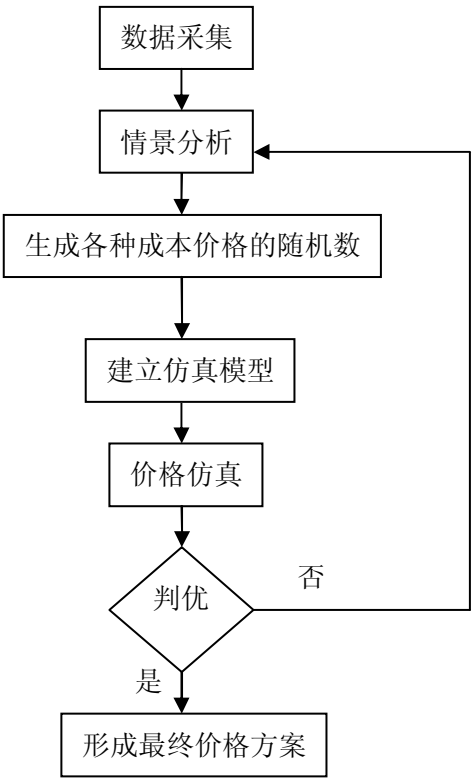 数据采集
情景分析
生成各种成本价格的随机数
建立仿真模型
价格仿真
判优
否
是
形成最终价格方案